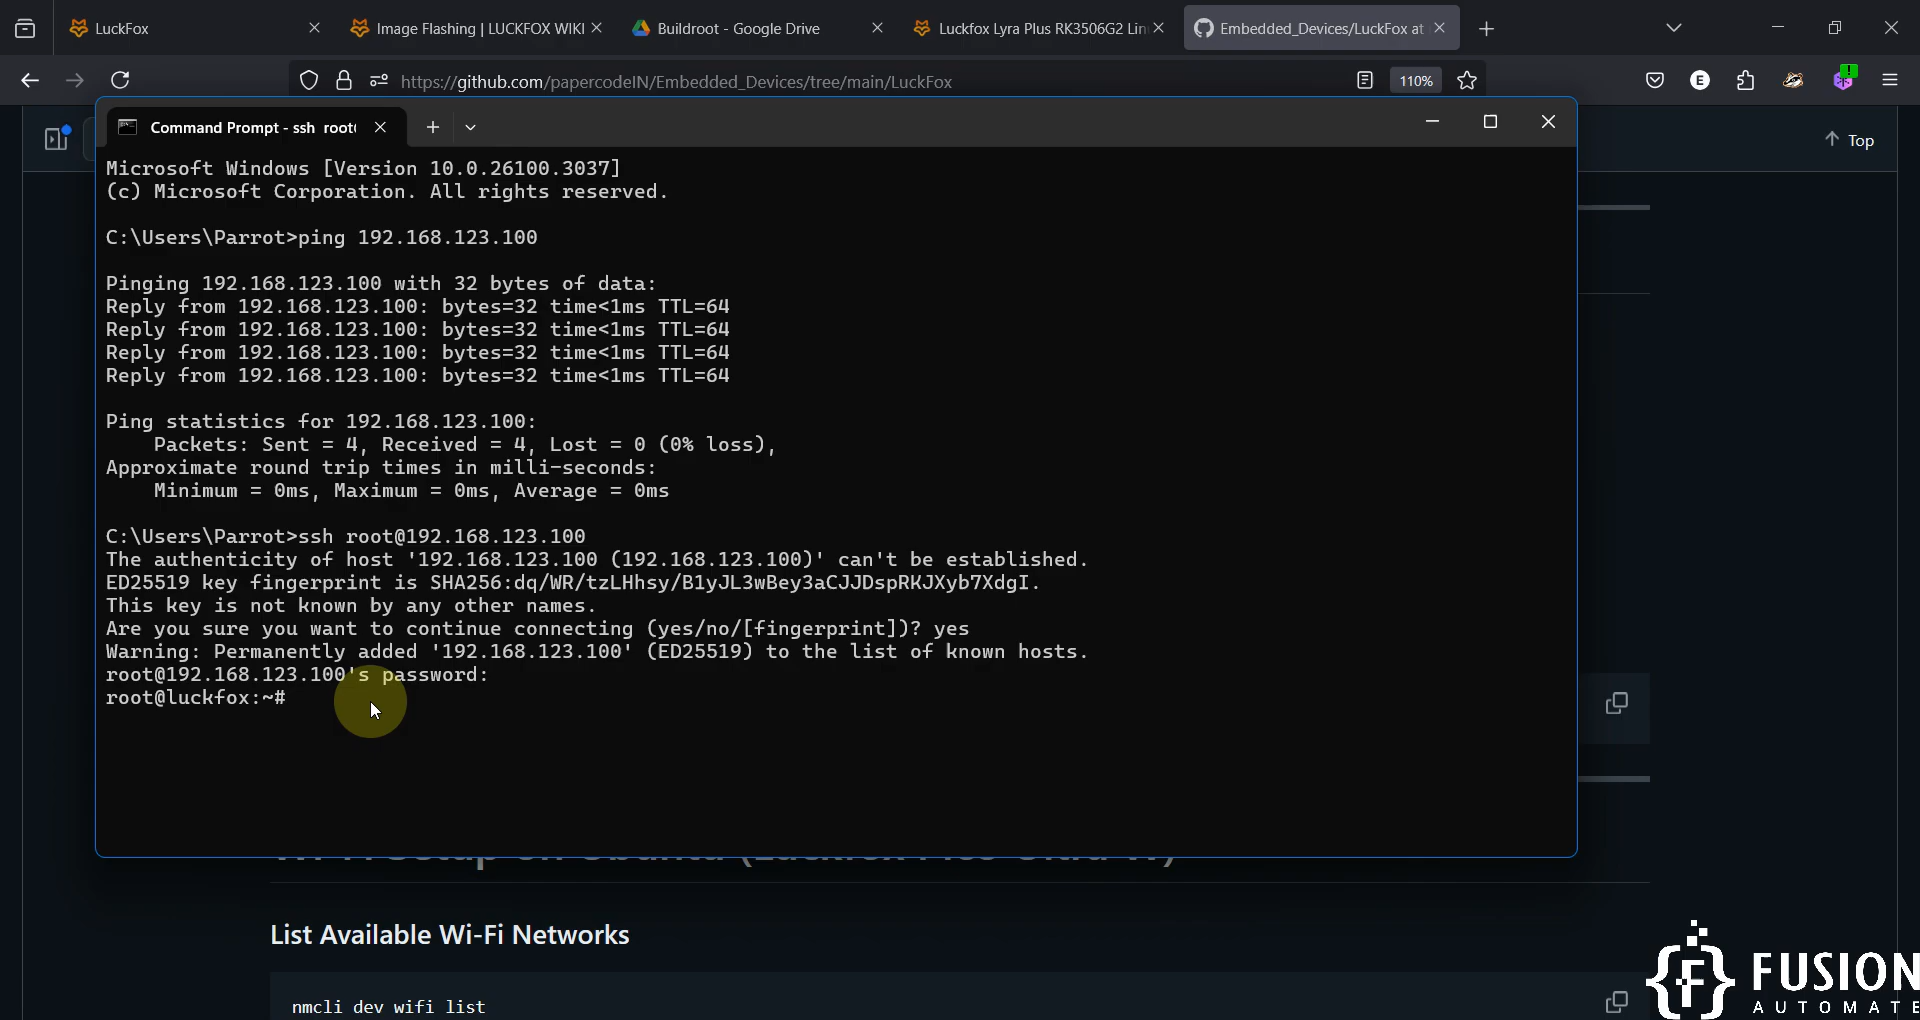 LuckFox
Image Flashing | LUCKFOX WIKI
Buildroot - Google Drive
Luckfox Lyra Plus RK3506G2 Lin
Embedded_Devices/LuckFox at
https://github.com/papercodeIN/Embedded_Devices/tree/main/LuckFox
110%
E
Command Prompt - ssh root
Top
Microsoft Windows [Version 10.0.26100.3037]
(c) Microsoft Corporation. All rights reserved.
C:\Users\Parrot>ping 192.168.123.100
Pinging 192.168.123.100 with 32 bytes of data:
Reply from 192.168.123.100: bytes=32 time<1ms TTL=64
Reply from 192.168.123.100: bytes=32 time<1ms TTL=64
Reply from 192.168.123.100: bytes=32 time<1ms TTL=64
Reply from 192.168.123.100: bytes=32 time<1ms TTL=64
Ping statistics for 192.168.123.100:
Packets: Sent = 4, Received = 4, Lost = 0 (0% loss),
Approximate round trip times in milli-seconds:
Minimum = 0ms, Maximum = 0ms, Average = 0ms
C:\Users\Parrot>ssh root@192.168.123.100
The authenticity of host '192.168.123.100 (192.168.123.100)' can't be established.
ED25519 key fingerprint is SHA256:dq/WR/tzLHhsy/B1yJL3wBey3aCJJDspRKJXyb7XdgI.
This key is not known by any other names.
Are you sure you want to continue connecting (yes/no/[fingerprint])? yes
Warning: Permanently added '192.168.123.100' (ED25519) to the list of known hosts.
root@192.168.123.100's password:
root@luckfox:~#
List Available Wi-Fi Networks
nmcli dev wifi list
FUSION
AUTOMATE